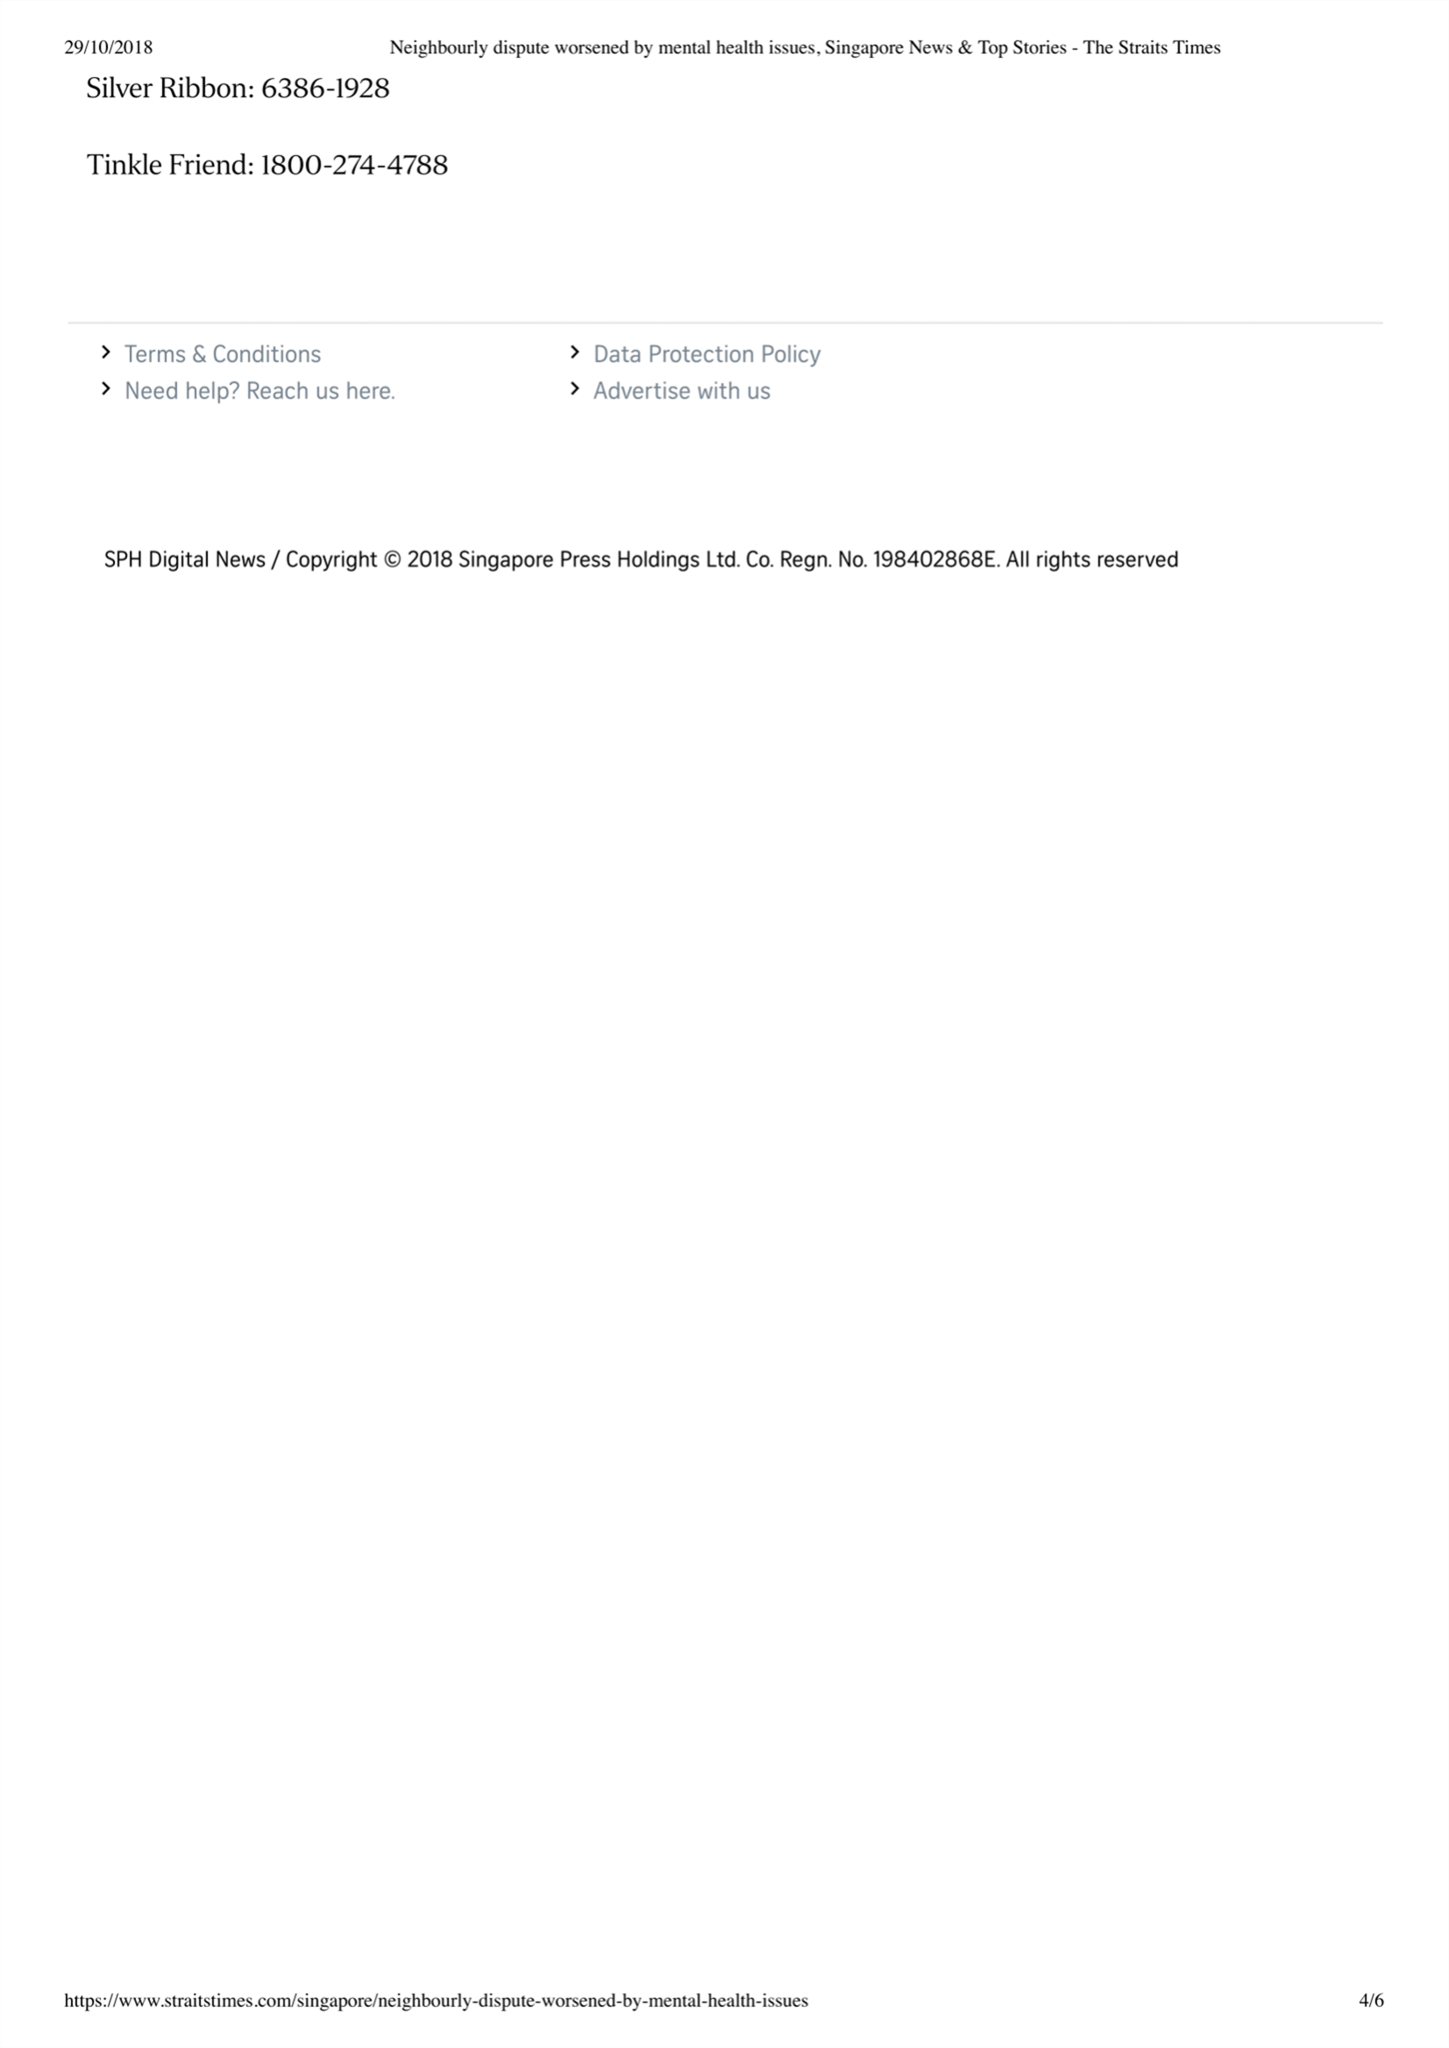 29/10/2018 Neighbourly dispute worsened by mental health issues, Singapore News & Top Stories - The Straits Times
Silver Ribbon: 6386-1928
Tinkle Friend: 1800-274-4788
Terms & Conditions
Data Protection Policy
Need help? Reach us here.
Advertise with us
SPH Digital News / Copyright © 2018 Singapore Press Holdings Ltd. Co. Regn. No. 198402868E. All rights reserved
https://www.straitstimes.com/singapore/neighbourly-dispute-worsened-by-mental-health-issues 4/6